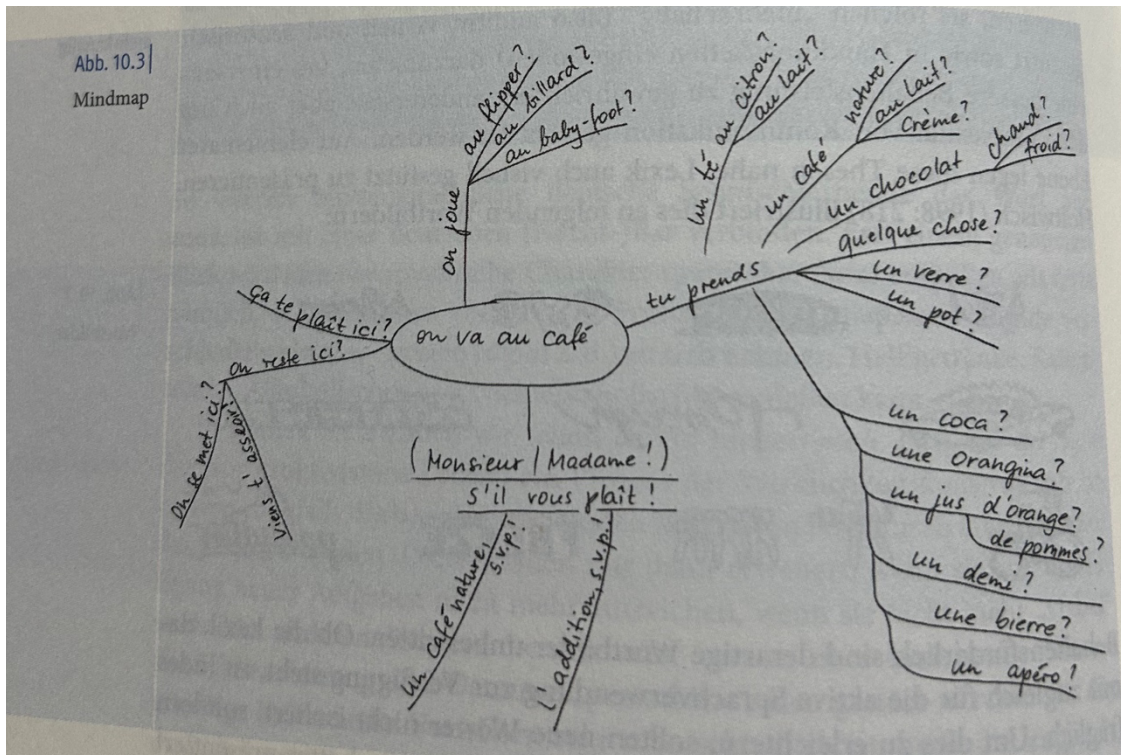 Abb. 10.3
Mindmap
on va au café
on joue
au flipper?
au billard?
au baby-foot?
tu prends
un té
au citron?
au lait?
un café
nature?
au lait?
crème?
un chocolat
chaud?
froid?
quelque chose?
un verre?
un pot?
un coca?
une Orangina?
un jus d'orange?
de pommes?
un demi?
une bierre?
un apéro?
(Monsieur / Madame!)
s'il vous plaît!
Un café nature, s.v.p.!
L'addition, s.v.p.!
Ça te plaît ici?
On reste ici?
On se met ici?
Viens t'asseoir!